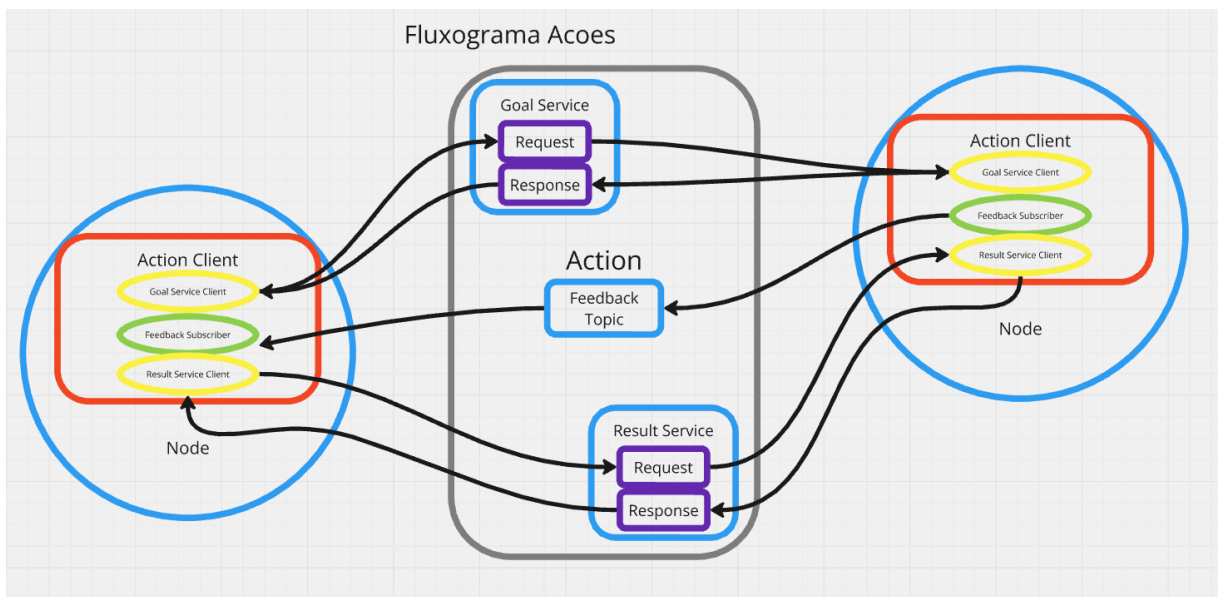 Fluxograma Acoes
Goal Service
Request
Response
Action Client
Goal Service Client
Feedback Subscriber
Result Service Client
Node
Action
Feedback
Topic
Action Client
Goal Service Client
Feedback Subscriber
Result Service Client
Node
Result Service
Request
Response